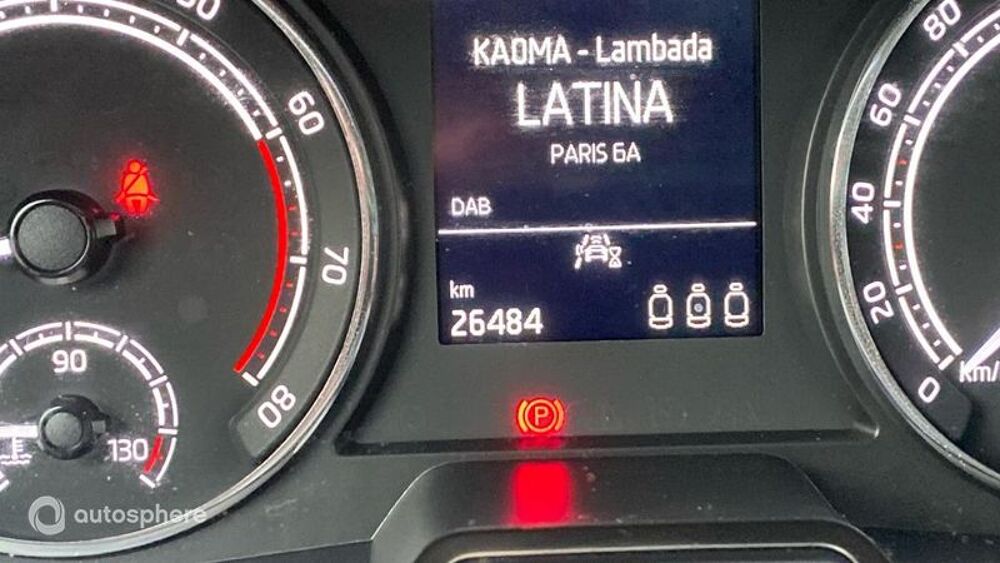 KAOMA - Lambada
LATINA
PARIS 6A
DAB
km
26484
60
70
80
90
130
P
80
60
40
20
0
Km/
autosphere